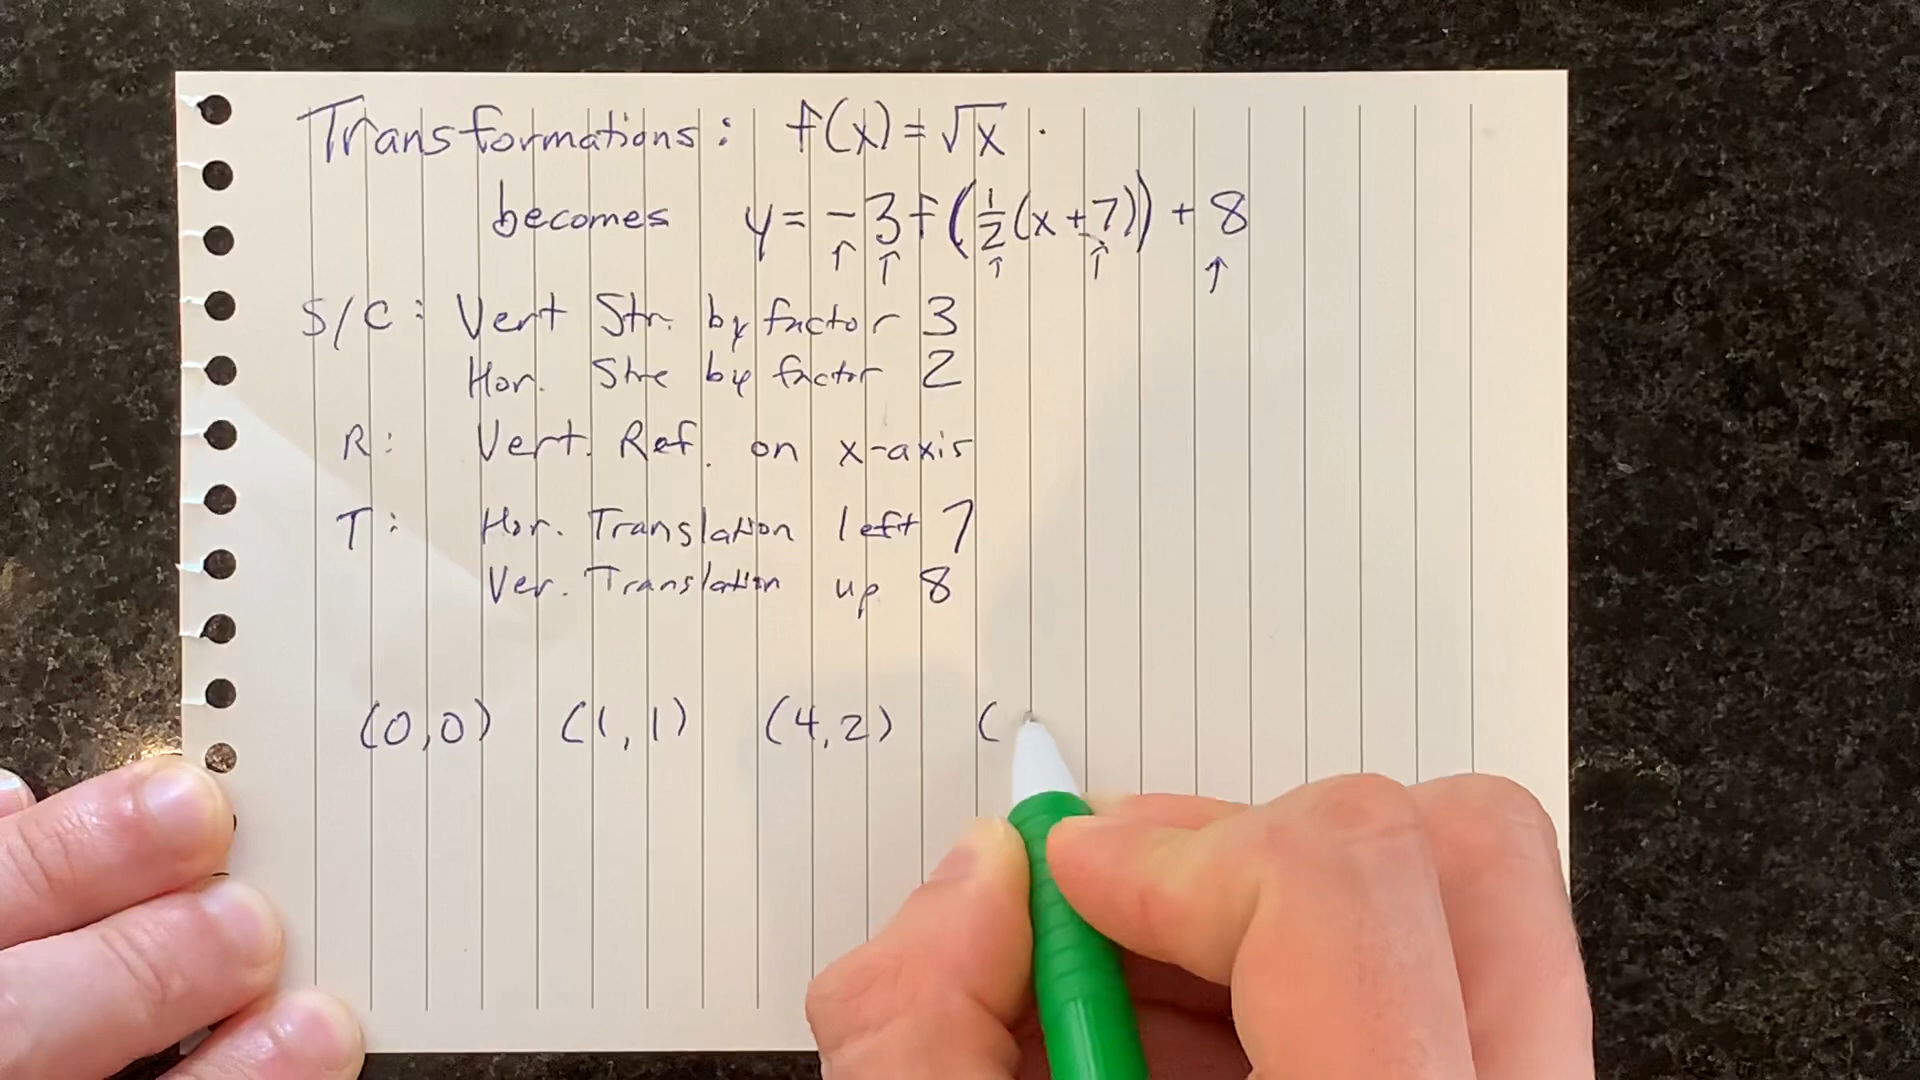 Transformations: f(x) = √x .
becomes y = -3f(1/2(x+7)) + 8
↑ ↑ ↑ ↑ ↑
S/C: Vert Str. by factor 3
Hor. Stre by factor 2
R: Vert. Ref. on x-axis
T: Hor. Translation left 7
Ver. Translation up 8
(0,0) (1,1) (4,2) (